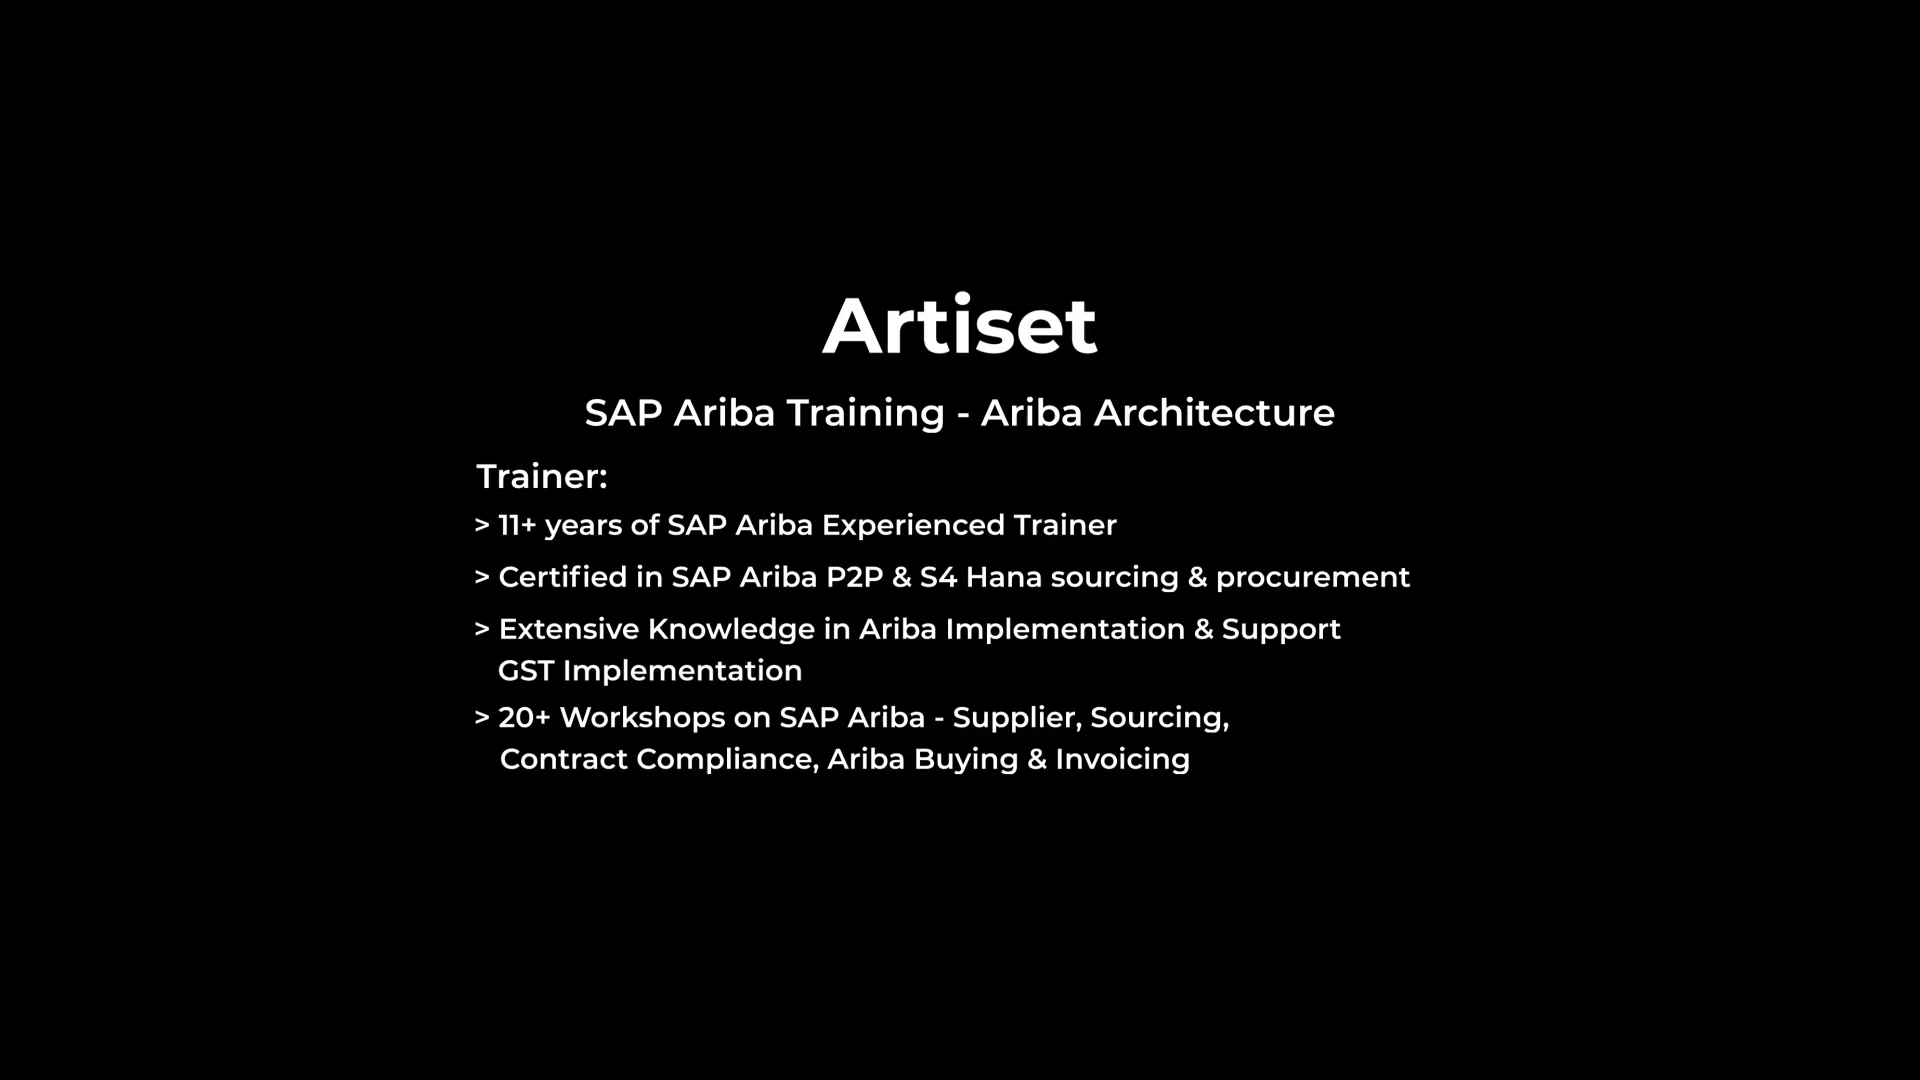 Artiset
SAP Ariba Training - Ariba Architecture
Trainer:
> 11+ years of SAP Ariba Experienced Trainer
> Certified in SAP Ariba P2P & S4 Hana sourcing & procurement
> Extensive Knowledge in Ariba Implementation & Support
GST Implementation
> 20+ Workshops on SAP Ariba - Supplier, Sourcing,
Contract Compliance, Ariba Buying & Invoicing